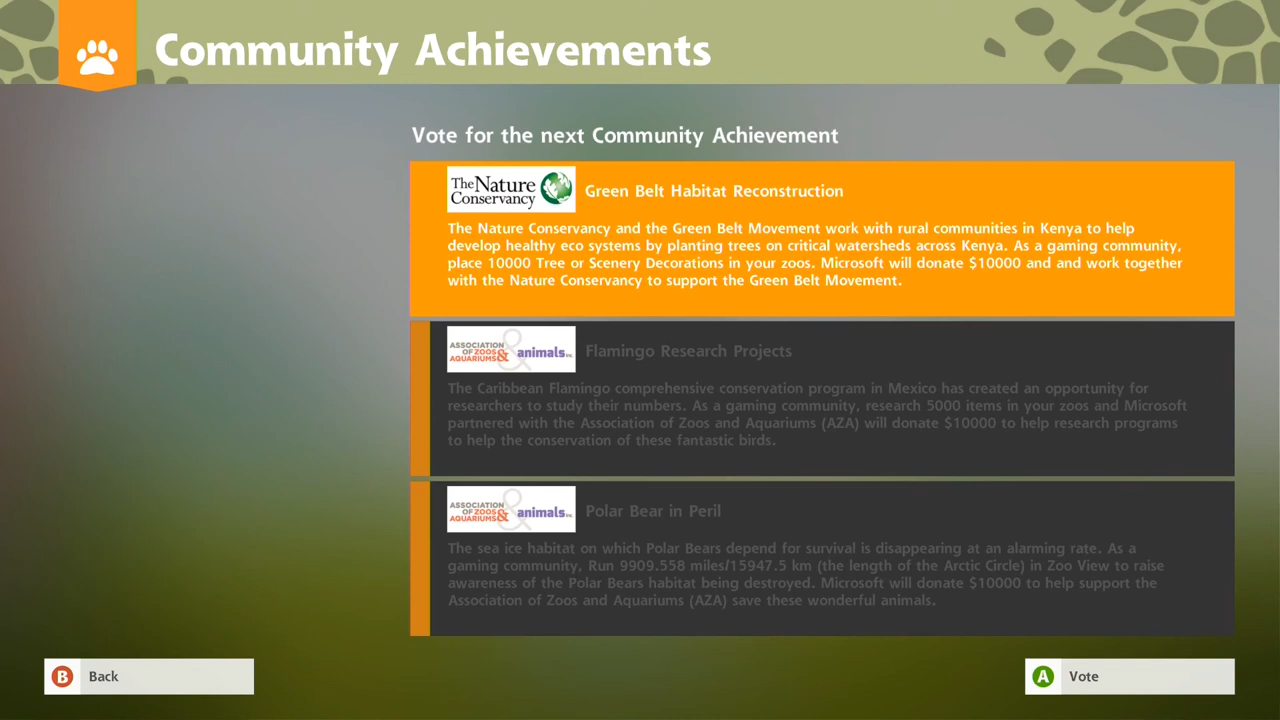 Community Achievements
Vote for the next Community Achievement
The Nature
Conservancy
Green Belt Habitat Reconstruction
The Nature Conservancy and the Green Belt Movement work with rural communities in Kenya to help
develop healthy eco systems by planting trees on critical watersheds across Kenya. As a gaming community,
place 10000 Tree or Scenery Decorations in your zoos. Microsoft will donate $10000 and and work together
with the Nature Conservancy to support the Green Belt Movement.
ASSOCIATION
OF ZOOS
AQUARIUMS&
& animals inc.
Flamingo Research Projects
The Caribbean Flamingo comprehensive conservation program in Mexico has created an opportunity for
researchers to study their numbers. As a gaming community, research 5000 items in your zoos and Microsoft
partnered with the Association of Zoos and Aquariums (AZA) will donate $10000 to help research programs
to help the conservation of these fantastic birds.
ASSOCIATION
OF ZOOS
AQUARIUMS&
& animals inc.
Polar Bear in Peril
The sea ice habitat on which Polar Bears depend for survival is disappearing at an alarming rate. As a
gaming community, Run 9909.558 miles/15947.5 km (the length of the Arctic Circle) in Zoo View to raise
awareness of the Polar Bears habitat being destroyed. Microsoft will donate $10000 to help support the
Association of Zoos and Aquariums (AZA) save these wonderful animals.
B Back
A Vote